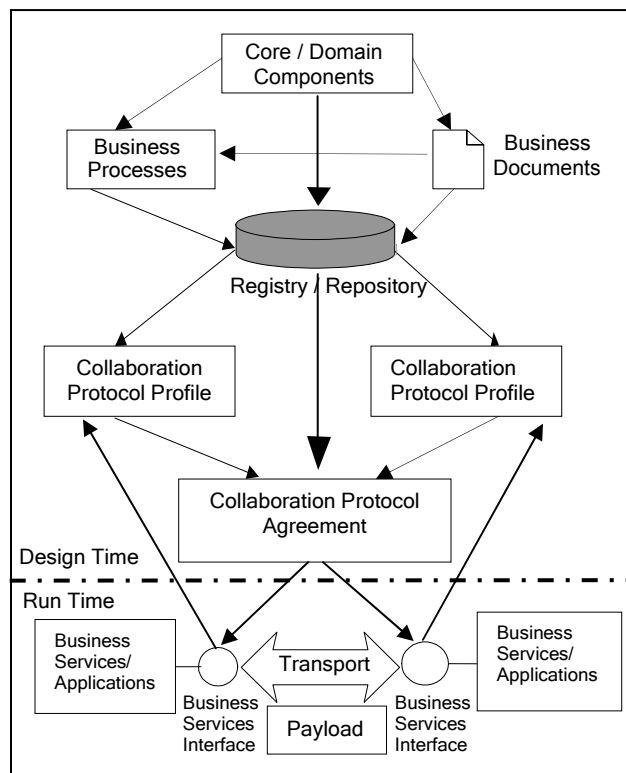 Core / Domain
Components
Business
Processes
Business
Documents
Registry / Repository
Collaboration
Protocol Profile
Collaboration
Protocol Profile
Collaboration Protocol
Agreement
Design Time
Run Time
Business
Services/
Applications
Transport
Business
Services/
Applications
Business
Services
Interface
Payload
Business
Services
Interface